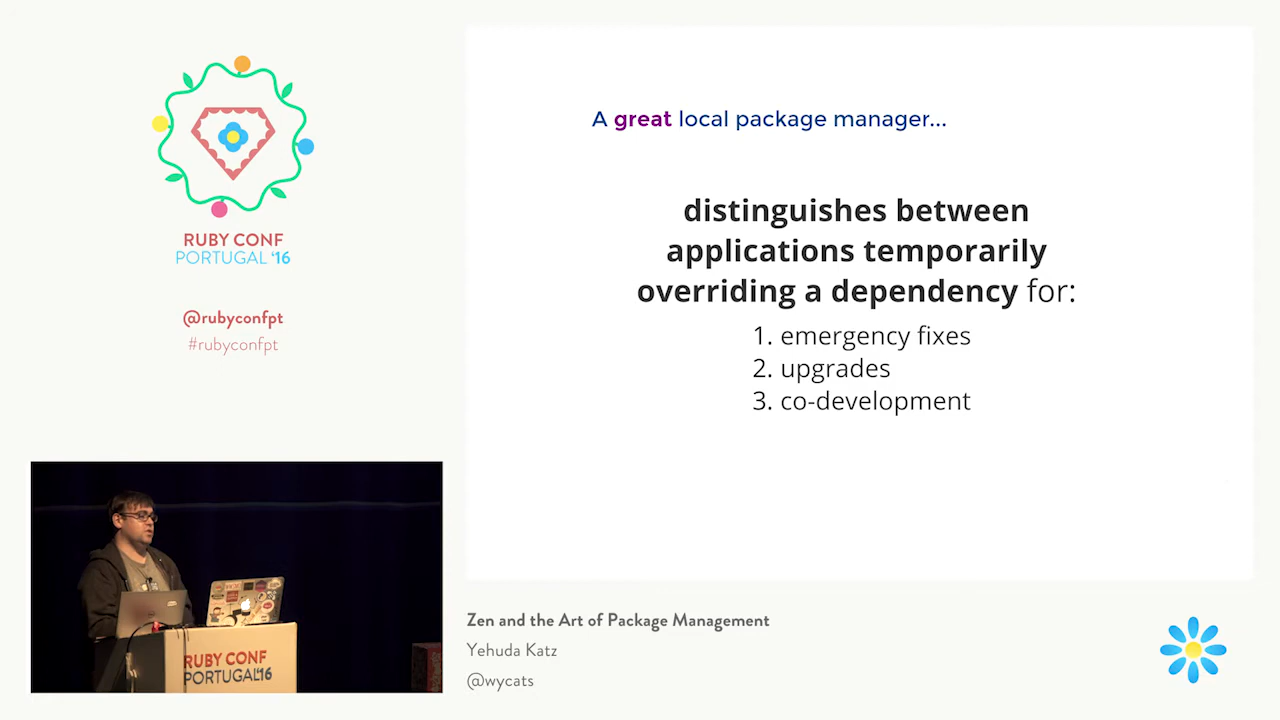 RUBY CONF
PORTUGAL ‘16
@rubyconfpt
#rubyconfpt
A great local package manager...
distinguishes between
applications temporarily
overriding a dependency for:
1. emergency fixes
2. upgrades
3. co-development
RUBY CONF
PORTUGAL‘16
Zen and the Art of Package Management
Yehuda Katz
@wycats